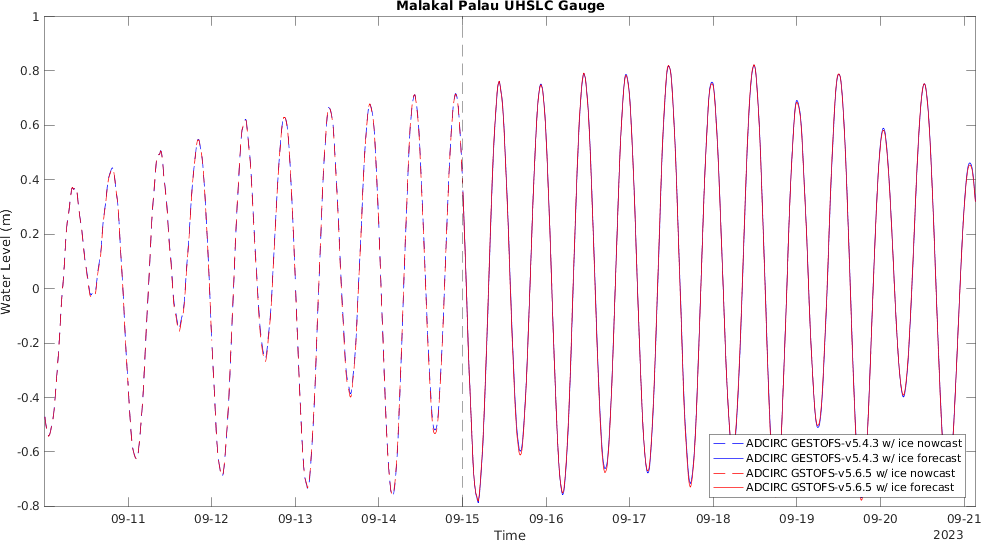 Malakal Palau UHSLC Gauge
1
0.8
0.6
0.4
0.2
0
-0.2
-0.4
-0.6
-0.8
Water Level (m)
ADCIRC GESTOFS-v5.4.3 w/ ice nowcast
ADCIRC GESTOFS-v5.4.3 w/ ice forecast
ADCIRC GSTOFS-v5.6.5 w/ ice nowcast
ADCIRC GSTOFS-v5.6.5 w/ ice forecast
09-11 09-12 09-13 09-14 09-15 09-16 09-17 09-18 09-19 09-20 09-21
Time 2023